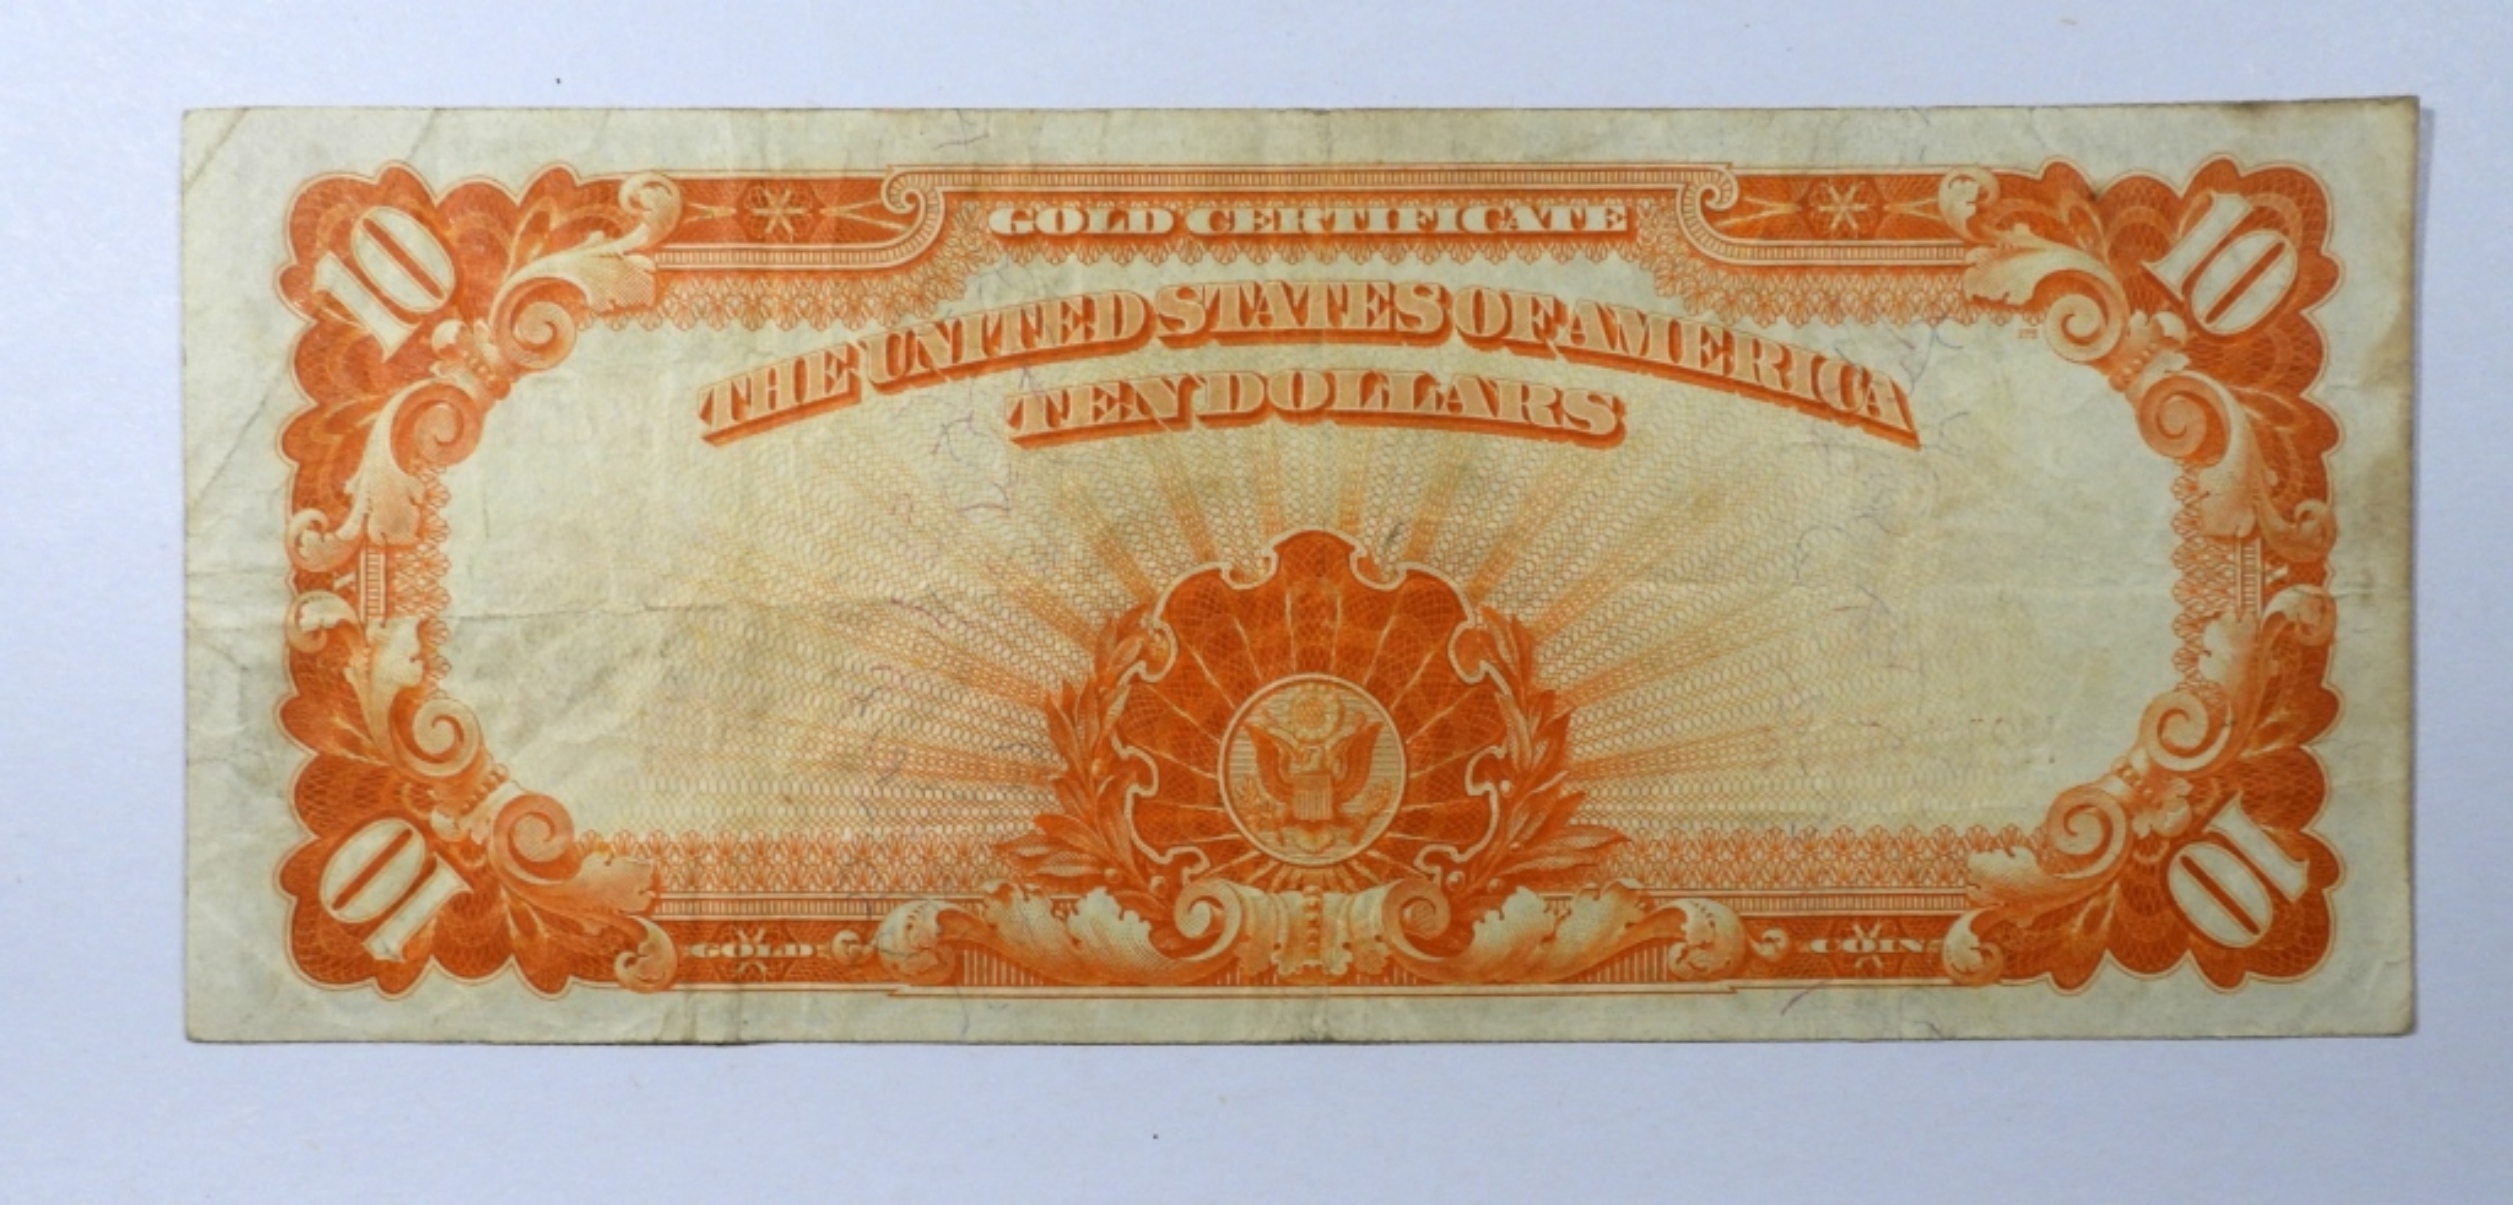 GOLD CERTIFICATE
10 10
THE UNITED STATES OF AMERICA
TEN DOLLARS
10 10
GOLD COIN